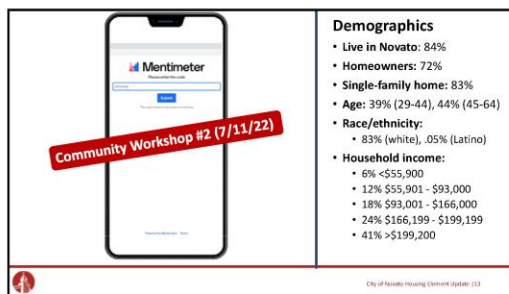 Mentimeter
Please enter the code
Submit
Community Workshop #2 (7/11/22)
Demographics
• Live in Novato: 84%
• Homeowners: 72%
• Single-family home: 83%
• Age: 39% (29-44), 44% (45-64)
• Race/ethnicity:
• 83% (white), .05% (Latino)
• Household income:
• 6% <$55,900
• 12% $55,901 - $93,000
• 18% $93,001 - $166,000
• 24% $166,199 - $199,199
• 41% >$199,200
City of Novato Housing Element Update |13